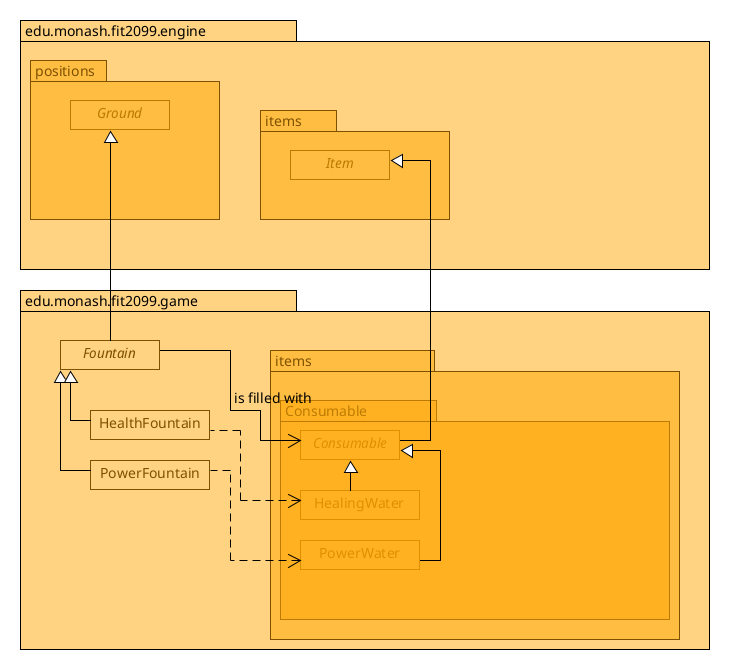 edu.monash.fit2099.engine
positions
Ground
items
Item
edu.monash.fit2099.game
Fountain
items
is filled with
Consumable
HealthFountain
Consumable
PowerFountain
HealingWater
PowerWater